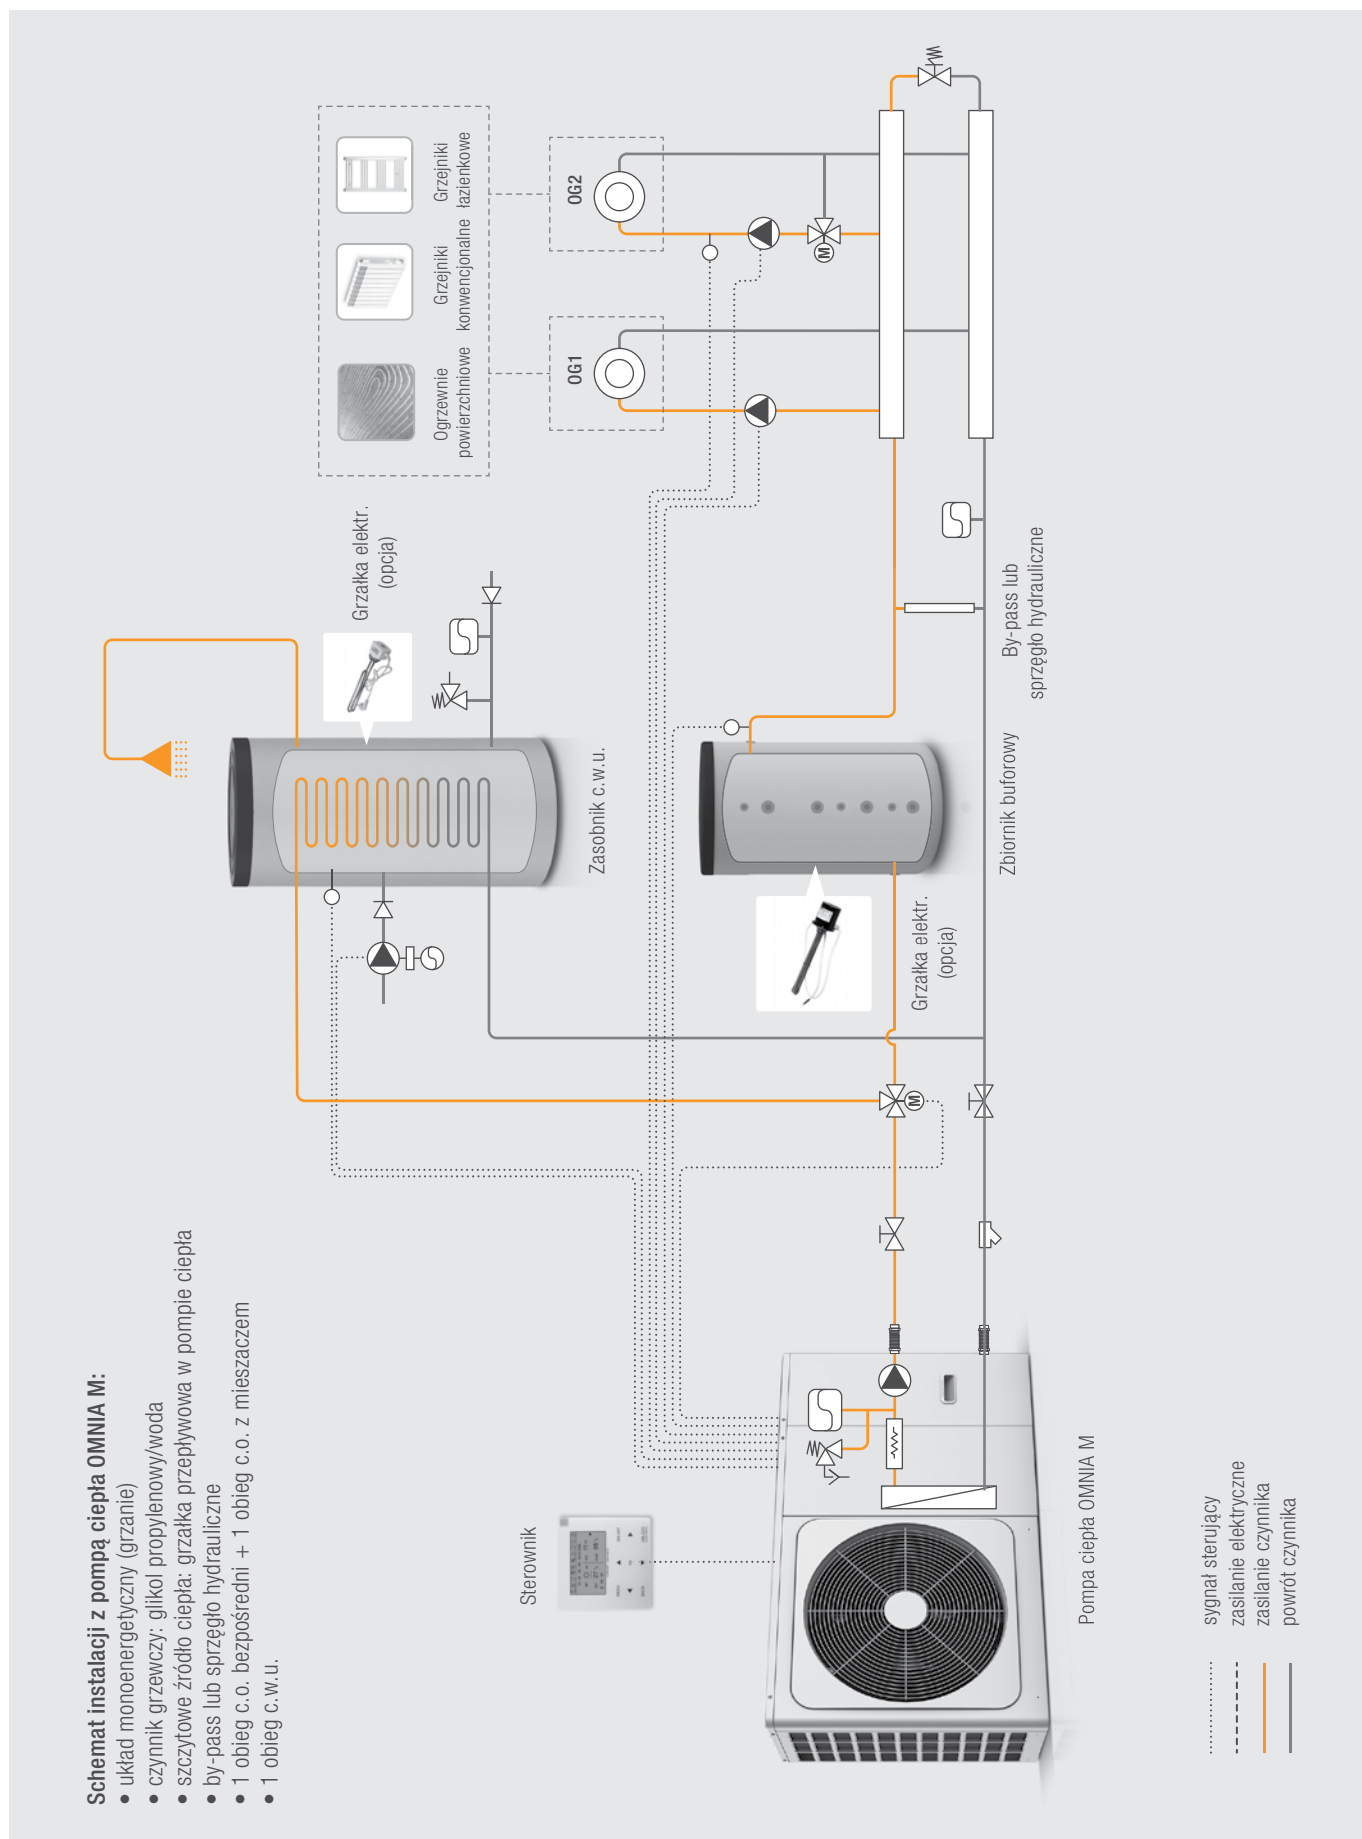 Schemat instalacji z pompą ciepła OMNIA M:
• układ monoenergetyczny (grzanie)
• czynnik grzewczy: glikol propylenowy/woda
• szczytowe źródło ciepła: grzałka przepływowa w pompie ciepła
• by-pass lub sprzęgło hydrauliczne
• 1 obieg c.o. bezpośredni + 1 obieg c.o. z mieszaczem
• 1 obieg c.w.u.
Grzałka elektr.
(opcja)
Ogrzewnie
powierzchniowe
Grzejniki
konwencjonalne
Grzejniki
łazienkowe
OG1
OG2
Zasobnik c.w.u.
Sterownik
M
M
Grzałka elektr.
(opcja)
Zbiornik buforowy
By-pass lub
sprzęgło hydrauliczne
Pompa ciepła OMNIA M
sygnał sterujący
zasilanie elektryczne
zasilanie czynnika
powrót czynnika